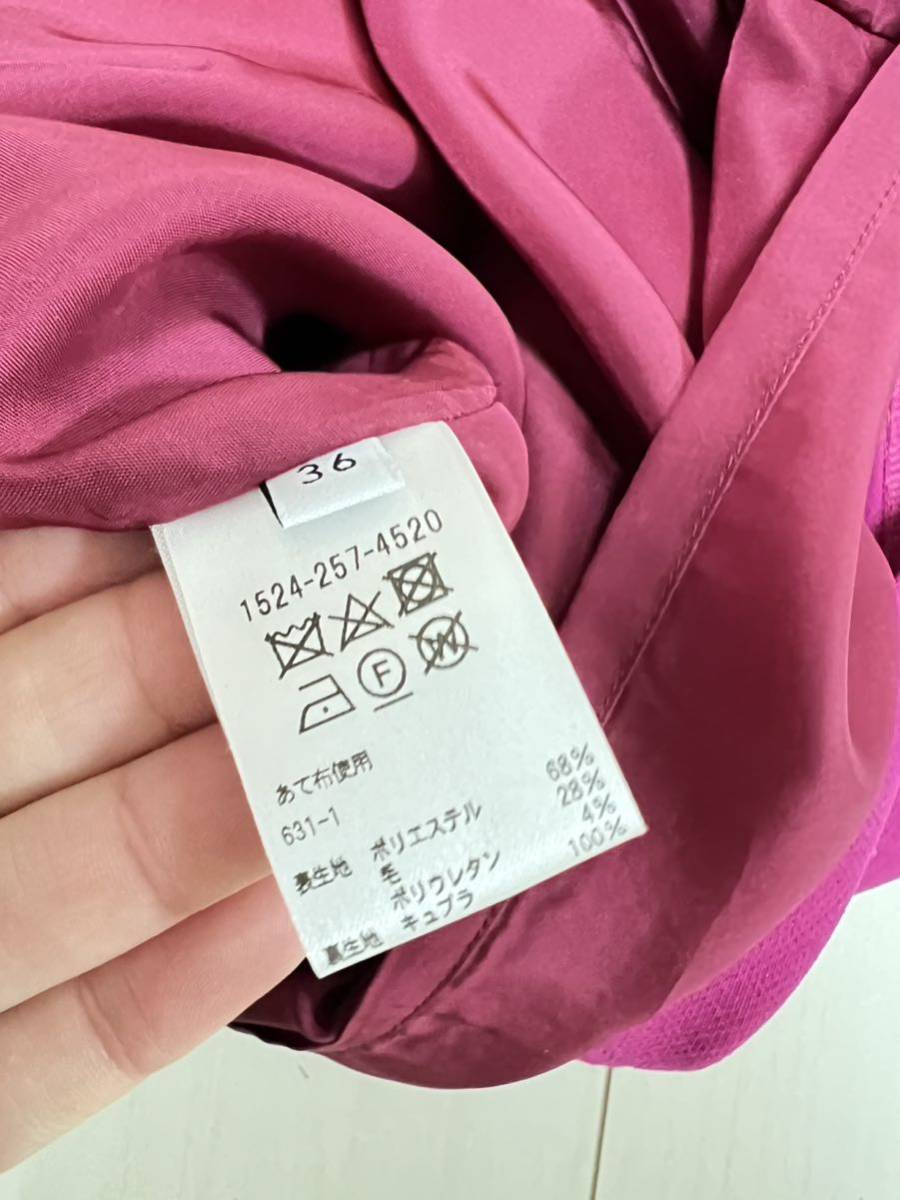 36
1524-257-4520
F
W
あて布使用
631-1
表生地 ポリエステル 68%
毛 28%
ポリウレタン 4%
裏生地 キュプラ 100%